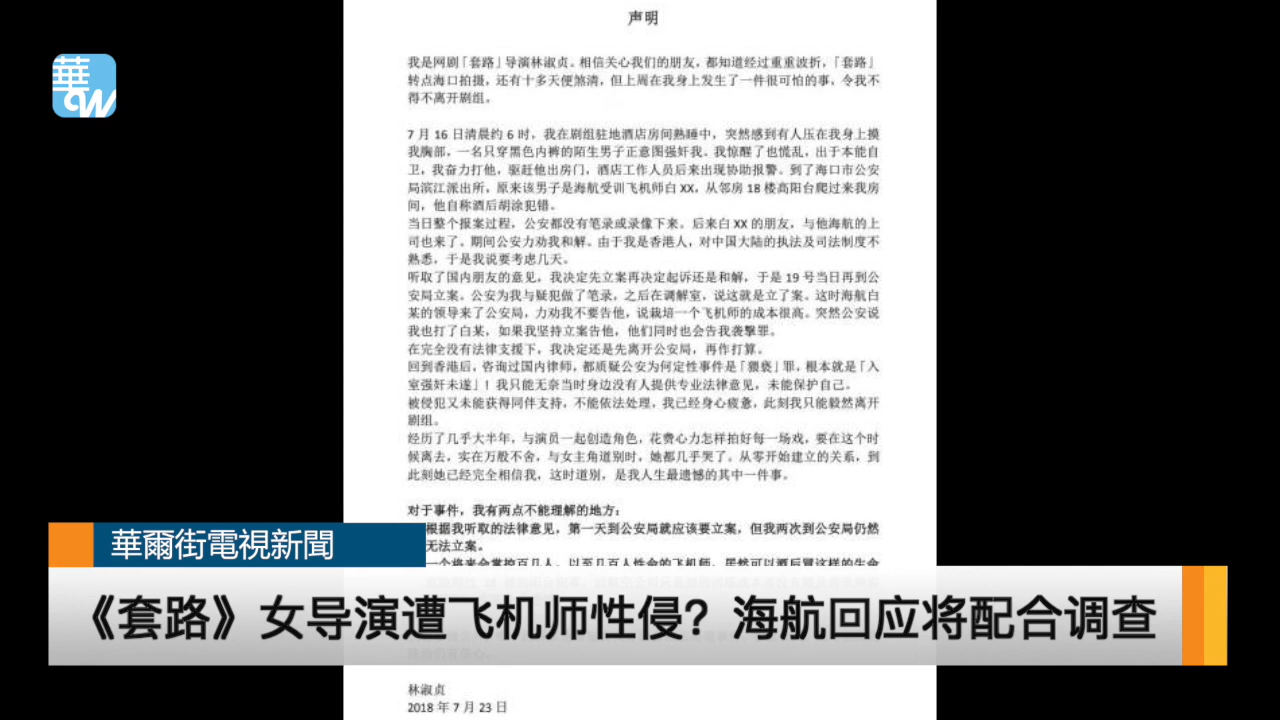 声明
華
W
我是网剧「套路」导演林淑贞。相信关心我们的朋友，都知道经过重重波折，「套路」
转点海口拍摄，还有十多天便煞清，但上周在我身上发生了一件很可怕的事，令我不
得不离开剧组。
7 月 16 日清晨约 6 时，我在剧组驻地酒店房间熟睡中，突然感到有人压在我身上摸
我胸部，一名只穿黑色内裤的陌生男子正意图强奸我。我惊醒了也慌乱，出于本能自
卫，我奋力打他，驱赶他出房门，酒店工作人员后来出现协助报警。到了海口市公安
局滨江派出所，原来该男子是海航受训飞机师白 XX，从邻房 18 楼高阳台爬过来我房
间，他自称酒后胡涂犯错。
当日整个报案过程，公安都没有笔录或录像下来。后来白 XX 的朋友，与他海航的上
司也来了。期间公安力劝我和解。由于我是香港人，对中国大陆的执法及司法制度不
熟悉，于是我说要考虑几天。
听取了国内朋友的意见，我决定先立案再决定起诉还是和解，于是 19 号当日再到公
安局立案。公安为我与疑犯做了笔录，之后在调解室，说这就是立了案。这时海航白
某的领导来了公安局，力劝我不要告他，说栽培一个飞机师的成本很高。突然公安说
我也打了白某，如果我坚持立案告他，他们同时也会告我袭擊罪。
在完全没有法律支援下，我决定还是先离开公安局，再作打算。
回到香港后，咨询过国内律师，都质疑公安为何定性事件是「猥亵」罪，根本就是「入
室强奸未遂」！我只能无奈当时身边没有人提供专业法律意见，未能保护自己。
被侵犯又未能获得同伴支持，不能依法处理，我已经身心疲惫，此刻我只能毅然离开
剧组。
经历了几乎大半年，与演员一起创造角色，花费心力怎样拍好每一场戏，要在这个时
候离去，实在万般不舍，与女主角道别时，她都几乎哭了。从零开始建立的关系，到
此刻她已经完全相信我，这时道别，是我人生最遗憾的其中一件事。
对于事件，我有两点不能理解的地方：
根据我听取的法律意见，第一天到公安局就应该要立案，但我两次到公安局仍然
无法立案。
一个将来会掌控百几人，以至几百人性命的飞机师，居然可以酒后冒这样的生命
華爾街電視新聞
《套路》女导演遭飞机师性侵？海航回应将配合调查
林淑贞
2018 年 7 月 23 日